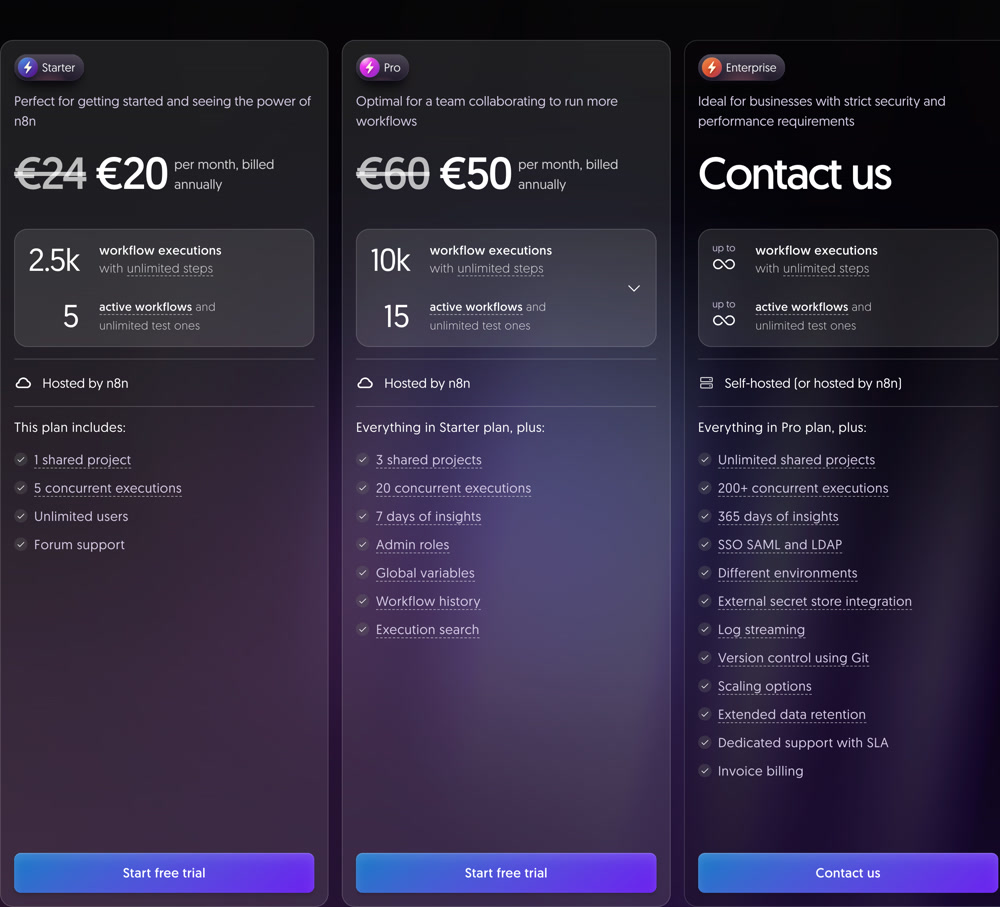 Starter
Perfect for getting started and seeing the power of
n8n
€24 €20 per month, billed
annually
2.5k workflow executions
with unlimited steps
5 active workflows and
unlimited test ones
Hosted by n8n
This plan includes:
1 shared project
5 concurrent executions
Unlimited users
Forum support
Start free trial
Pro
Optimal for a team collaborating to run more
workflows
€60 €50 per month, billed
annually
10k workflow executions
with unlimited steps
15 active workflows and
unlimited test ones
Hosted by n8n
Everything in Starter plan, plus:
3 shared projects
20 concurrent executions
7 days of insights
Admin roles
Global variables
Workflow history
Execution search
Start free trial
Enterprise
Ideal for businesses with strict security and
performance requirements
Contact us
up to
∞ workflow executions
with unlimited steps
up to
∞ active workflows and
unlimited test ones
Self-hosted (or hosted by n8n)
Everything in Pro plan, plus:
Unlimited shared projects
200+ concurrent executions
365 days of insights
SSO SAML and LDAP
Different environments
External secret store integration
Log streaming
Version control using Git
Scaling options
Extended data retention
Dedicated support with SLA
Invoice billing
Contact us